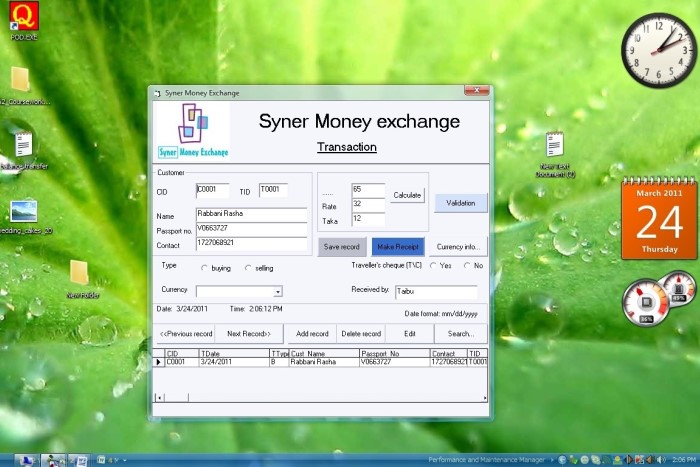 POD.EXE
Syner Money Exchange
Syner Money Exchange
Syner Money exchange
Transaction
Customer
CID
C0001
TID
T0001
Name
Rabbani Rasha
Passport no.
V0663727
Contact
1727068921
......
65
Rate
32
Taka
12
Calculate
Validation
Save record
Make Receipt
Currency info...
Type
buying
selling
Traveller's cheque (T\C)
Yes
No
Currency
Received by:
Taibu
Date: 3/24/2011
Time: 2:06:12 PM
Date format: mm/dd/yyyy
<<Previous record
Next Record>>
Add record
Delete record
Edit
Search...
CID TDate TType Cust_Name Passport_No Contact TID
C0001 3/24/2011 B Rabbani Rasha V0663727 1727068921 T0001
New Text
Document (2)
March 2011
24
Thursday
New Folder
Performance and Maintenance Manager
2:06 PM